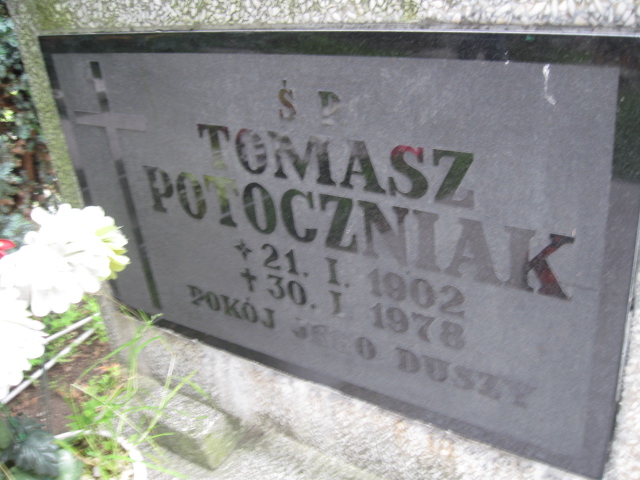 Ś P
TOMASZ
POTOCZNIAK
+ 21. I. 1902
† 30. I. 1978
POKÓJ JEGO DUSZY